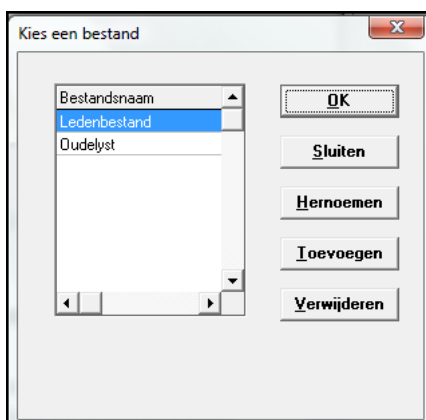 Kies een bestand
Bestandsnaam
Ledenbestand
Oudelyst
OK
Sluiten
Hernoemen
Toevoegen
Verwijderen